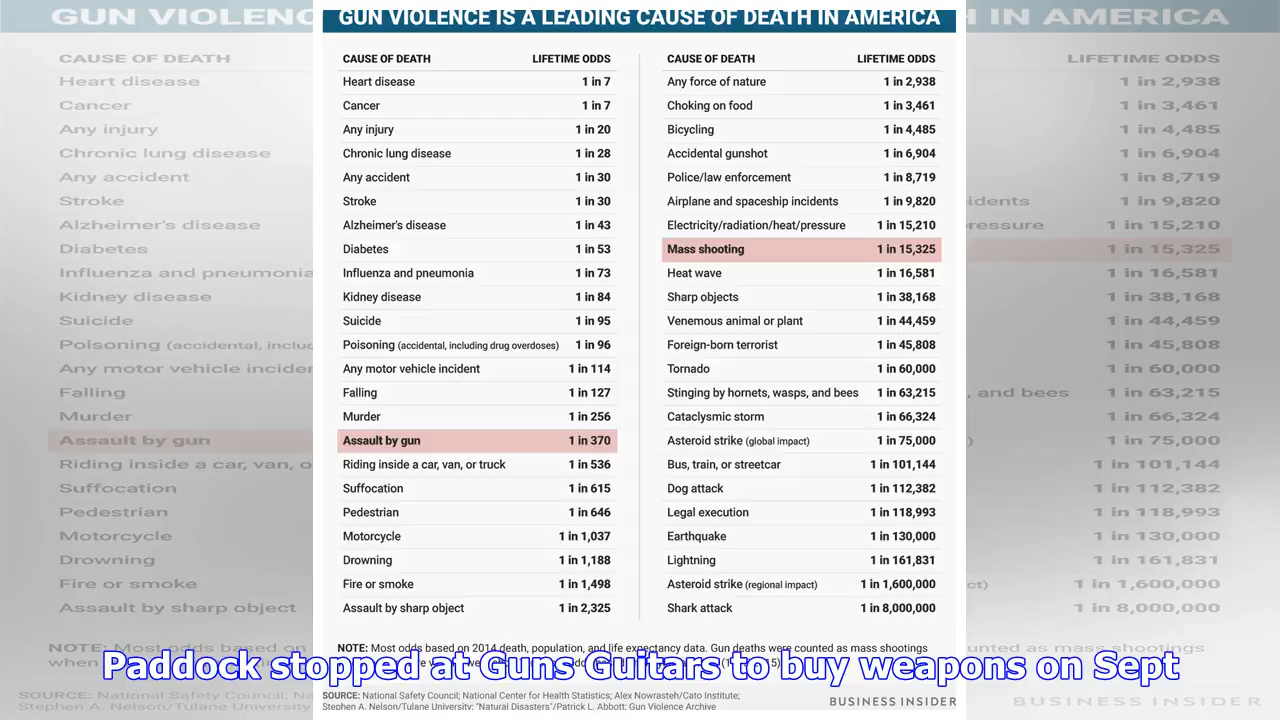 GUN VIOLENCE IS A LEADING CAUSE OF DEATH IN AMERICA
CAUSE OF DEATH LIFETIME ODDS
Heart disease 1 in 7
Cancer 1 in 7
Any injury 1 in 20
Chronic lung disease 1 in 28
Any accident 1 in 30
Stroke 1 in 30
Alzheimer's disease 1 in 43
Diabetes 1 in 53
Influenza and pneumonia 1 in 73
Kidney disease 1 in 84
Suicide 1 in 95
Poisoning (accidental, including drug overdoses) 1 in 96
Any motor vehicle incident 1 in 114
Falling 1 in 127
Murder 1 in 256
Assault by gun 1 in 370
Riding inside a car, van, or truck 1 in 536
Suffocation 1 in 615
Pedestrian 1 in 646
Motorcycle 1 in 1,037
Drowning 1 in 1,188
Fire or smoke 1 in 1,498
Assault by sharp object 1 in 2,325
CAUSE OF DEATH LIFETIME ODDS
Any force of nature 1 in 2,938
Choking on food 1 in 3,461
Bicycling 1 in 4,485
Accidental gunshot 1 in 6,904
Police/law enforcement 1 in 8,719
Airplane and spaceship incidents 1 in 9,820
Electricity/radiation/heat/pressure 1 in 15,210
Mass shooting 1 in 15,325
Heat wave 1 in 16,581
Sharp objects 1 in 38,168
Venemous animal or plant 1 in 44,459
Foreign-born terrorist 1 in 45,808
Tornado 1 in 60,000
Stinging by hornets, wasps, and bees 1 in 63,215
Cataclysmic storm 1 in 66,324
Asteroid strike (global impact) 1 in 75,000
Bus, train, or streetcar 1 in 101,144
Dog attack 1 in 112,382
Legal execution 1 in 118,993
Earthquake 1 in 130,000
Lightning 1 in 161,831
Asteroid strike (regional impact) 1 in 1,600,000
Shark attack 1 in 8,000,000
NOTE: Most odds based on 2014 death, population, and life expectancy data. Gun deaths were counted as mass shootings
Paddock stopped at Guns Guitars to buy weapons on Sept
SOURCE: National Safety Council; National Center for Health Statistics; Alex Nowrasteh/Cato Institute;
Stephen A. Nelson/Tulane University: "Natural Disasters"/Patrick L. Abbott; Gun Violence Archive
BUSINESS INSIDER